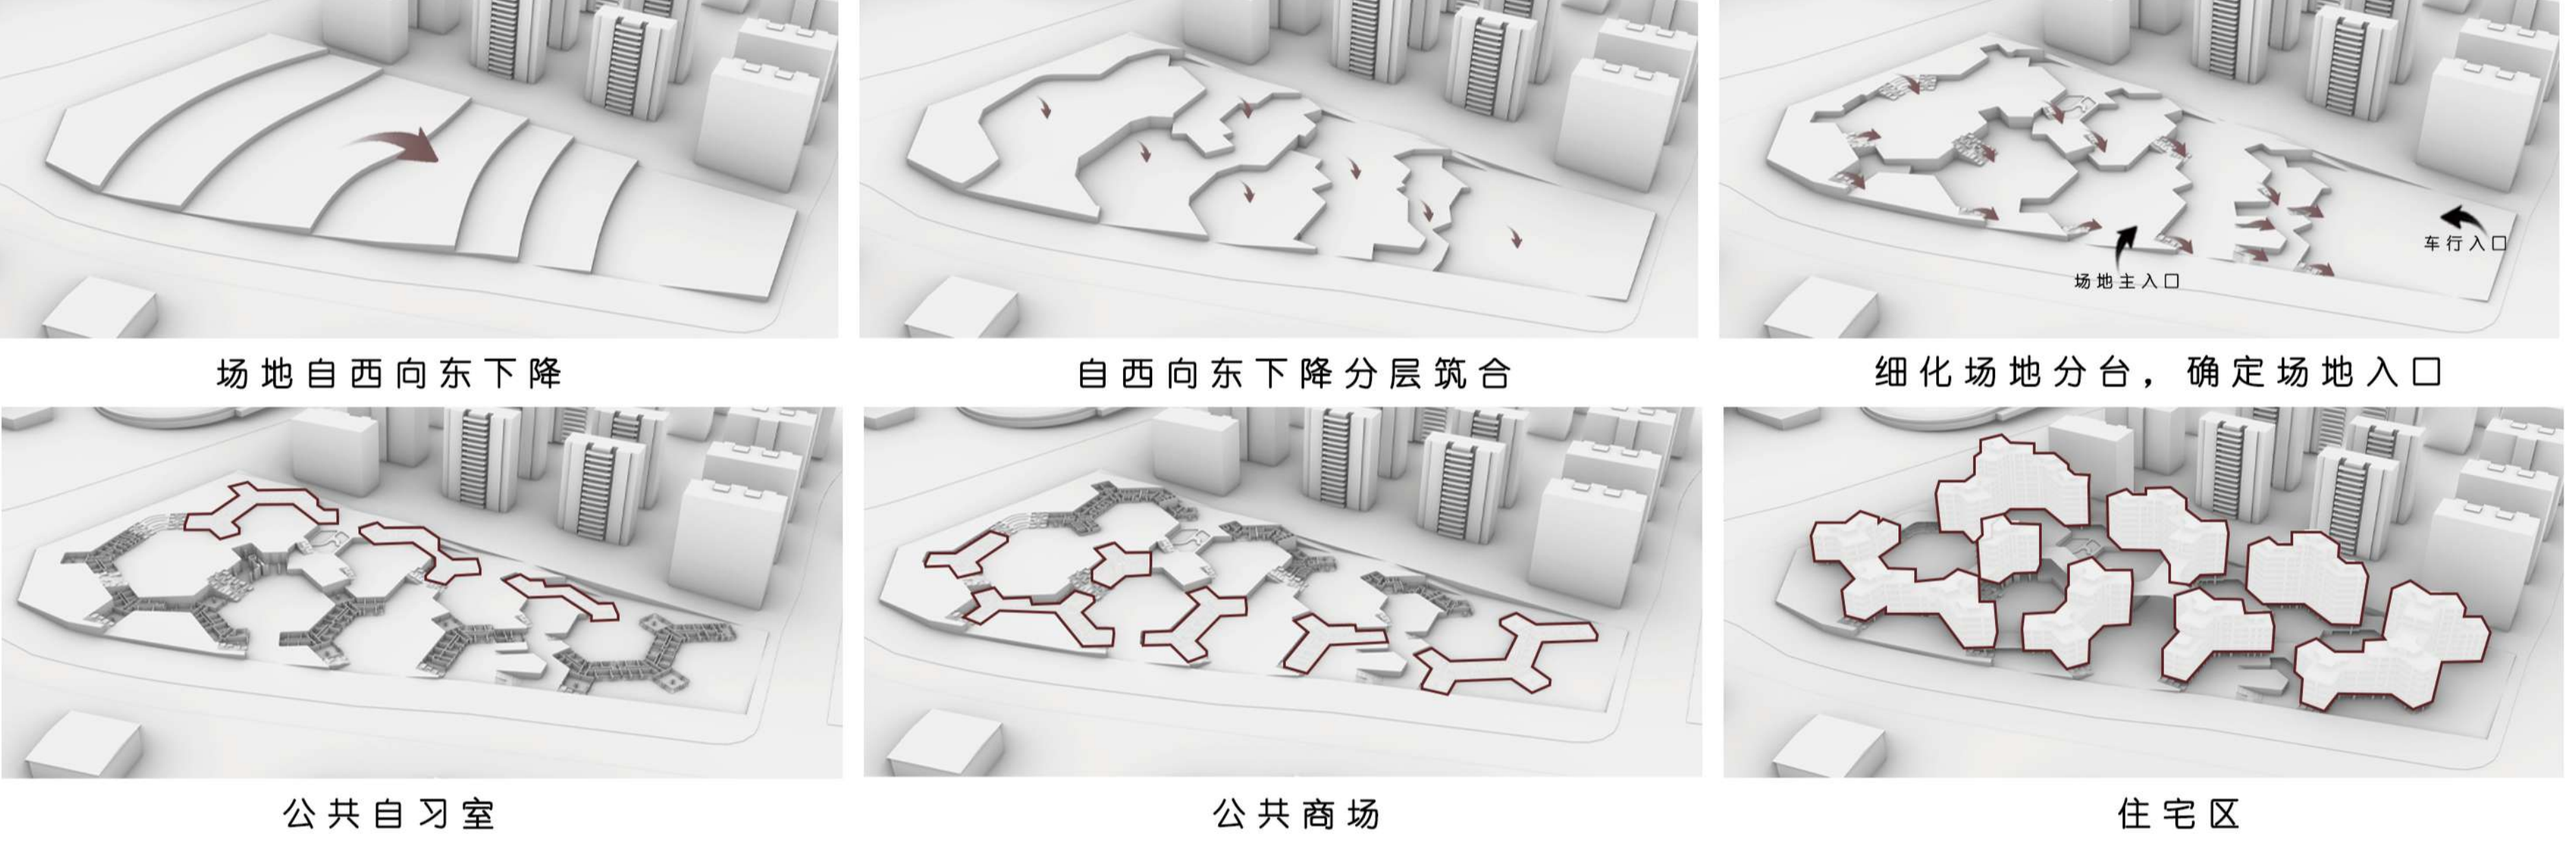 车行入口
场地主入口
场地自西向东下降
自西向东下降分层筑合
细化场地分台，确定场地入口
公共自习室
公共商场
住宅区